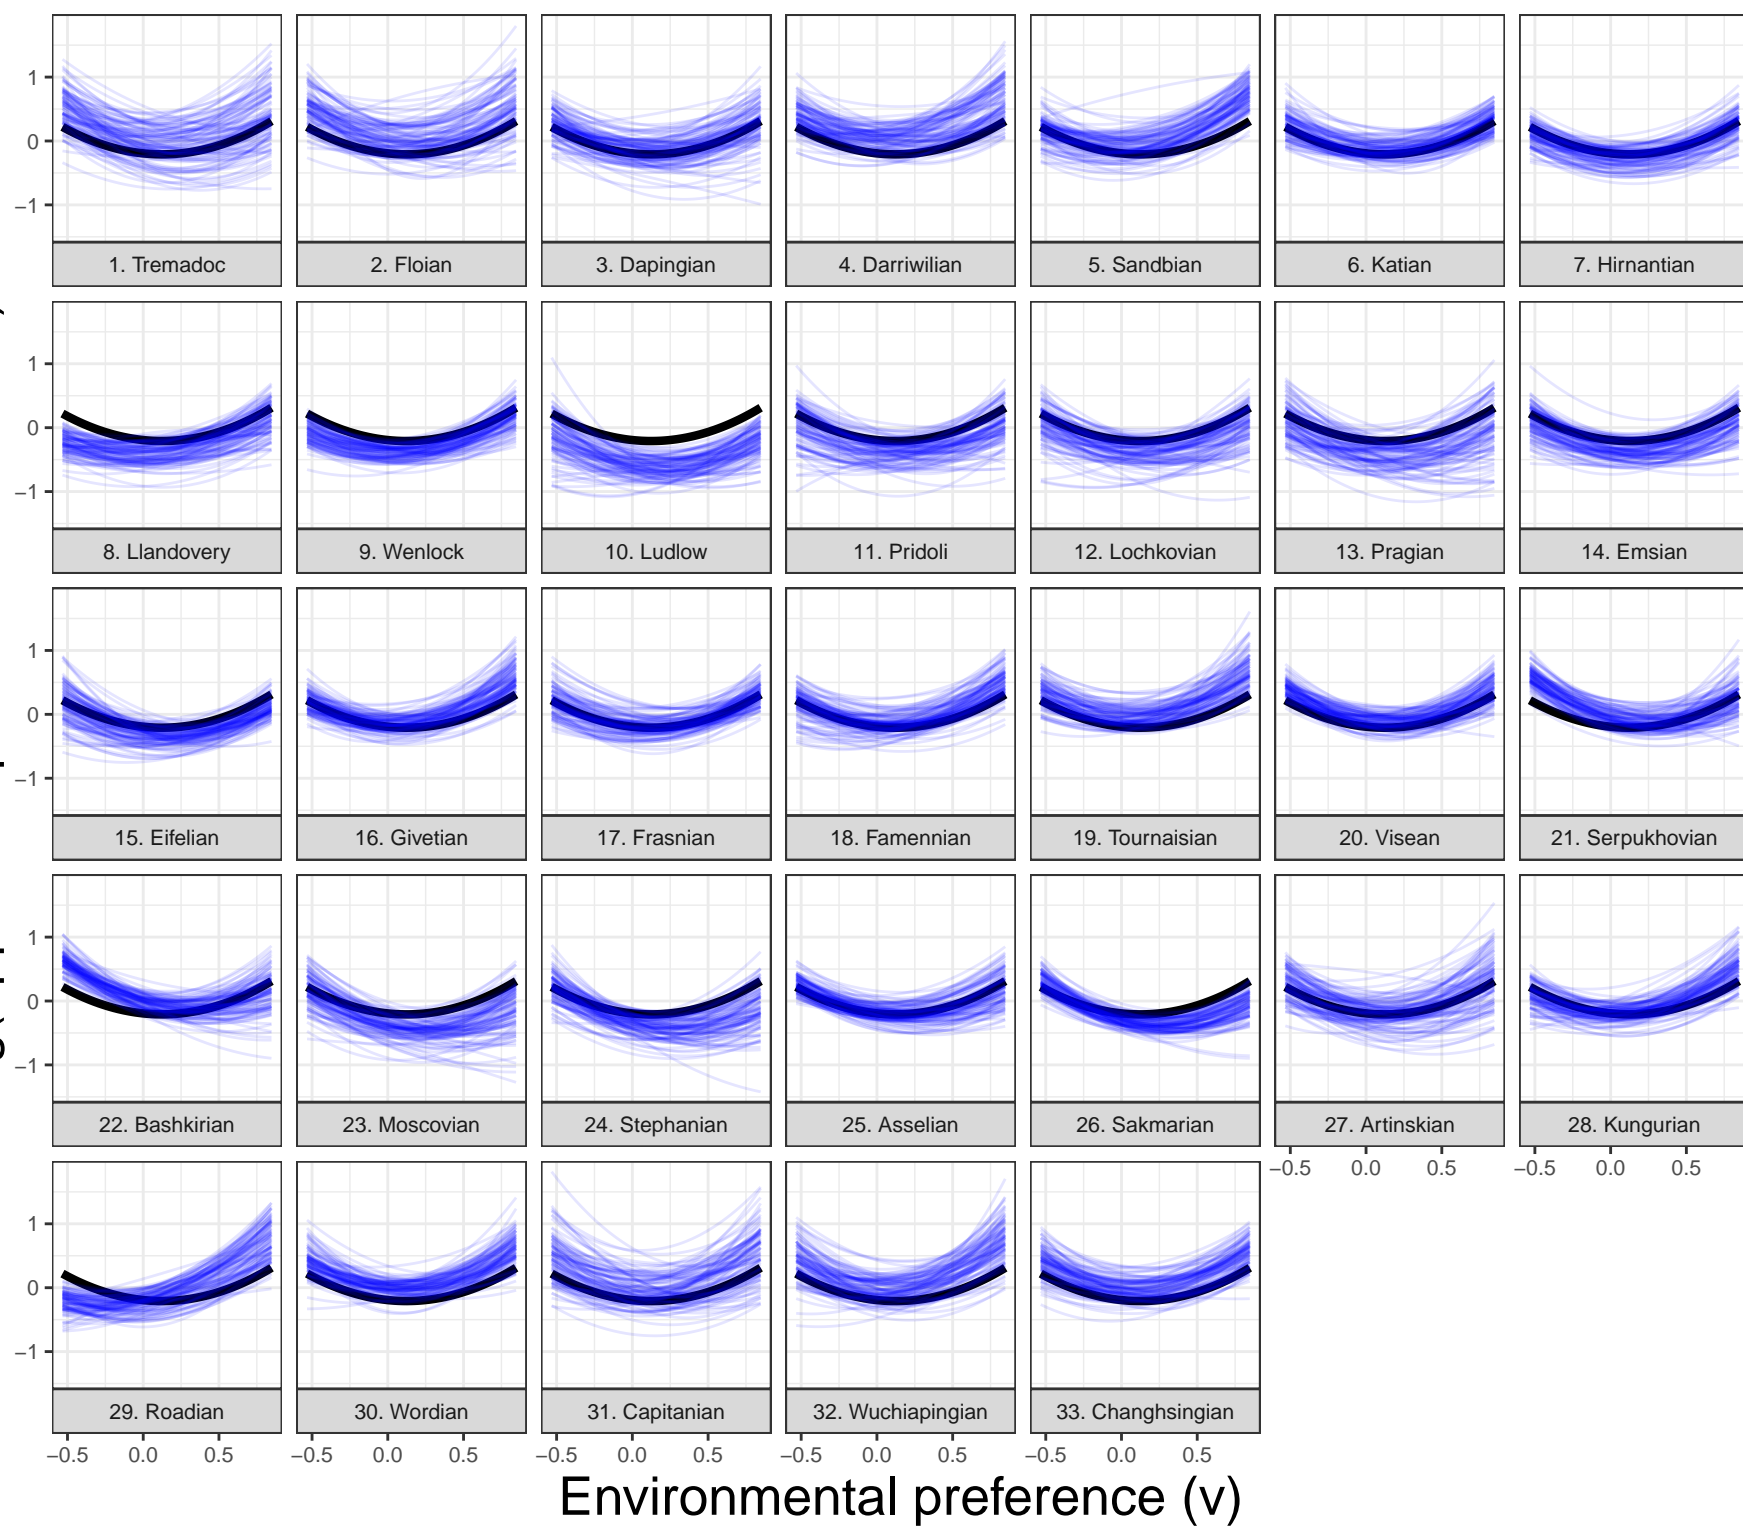 1
0
−1
1. Tremadoc
2. Floian
3. Dapingian
4. Darriwilian
5. Sandbian
6. Katian
7. Hirnantian
1
0
−1
8. Llandovery
9. Wenlock
10. Ludlow
11. Pridoli
12. Lochkovian
13. Pragian
14. Emsian
1
0
−1
15. Eifelian
16. Givetian
17. Frasnian
18. Famennian
19. Tournaisian
20. Visean
21. Serpukhovian
1
0
−1
22. Bashkirian
23. Moscovian
24. Stephanian
25. Asselian
26. Sakmarian
27. Artinskian
28. Kungurian
−0.5 0.0 0.5
−0.5 0.0 0.5
1
0
−1
29. Roadian
30. Wordian
31. Capitanian
32. Wuchiapingian
33. Changhsingian
−0.5 0.0 0.5
−0.5 0.0 0.5
−0.5 0.0 0.5
−0.5 0.0 0.5
−0.5 0.0 0.5
Environmental preference (v)